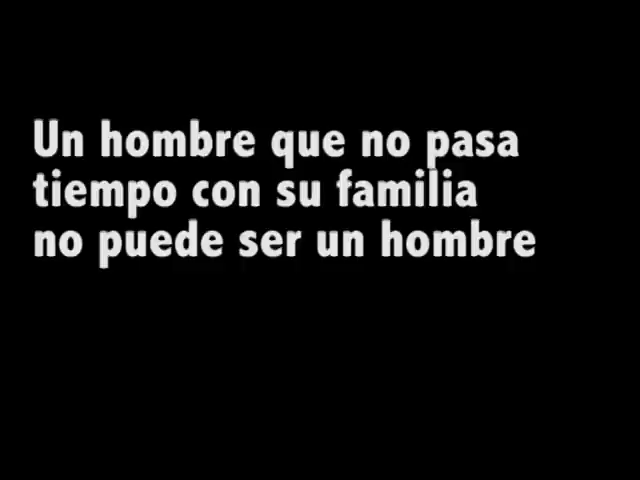 Un hombre que no pasa
tiempo con su familia
no puede ser un hombre